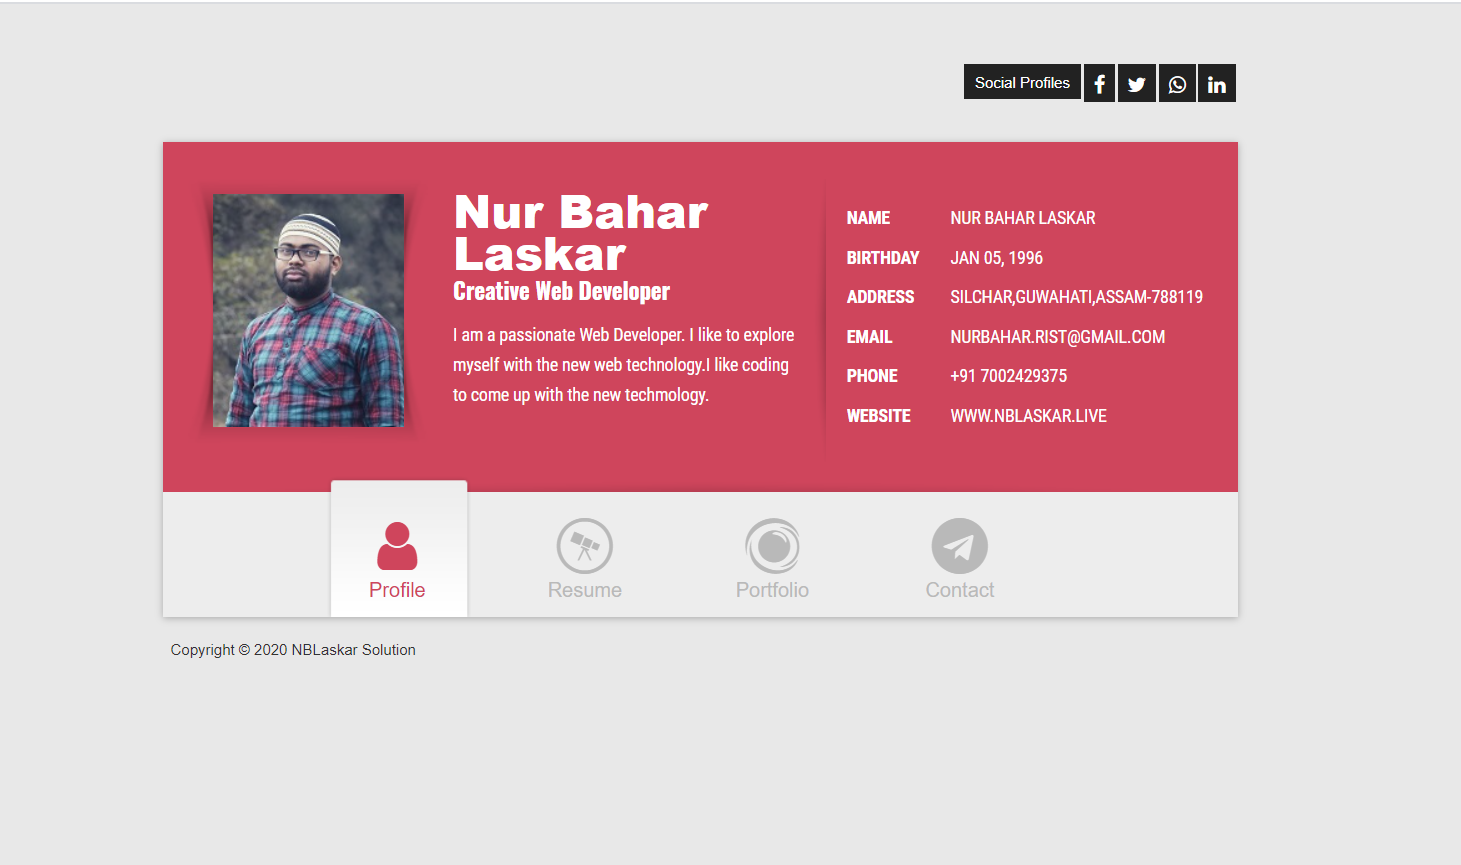 Social Profiles
Nur Bahar
Laskar
Creative Web Developer
I am a passionate Web Developer. I like to explore
myself with the new web technology.I like coding
to come up with the new techmology.
NAME NUR BAHAR LASKAR
BIRTHDAY JAN 05, 1996
ADDRESS SILCHAR,GUWAHATI,ASSAM-788119
EMAIL NURBAHAR.RIST@GMAIL.COM
PHONE +91 7002429375
WEBSITE WWW.NBLASKAR.LIVE
Profile Resume Portfolio Contact
Copyright © 2020 NBLaskar Solution